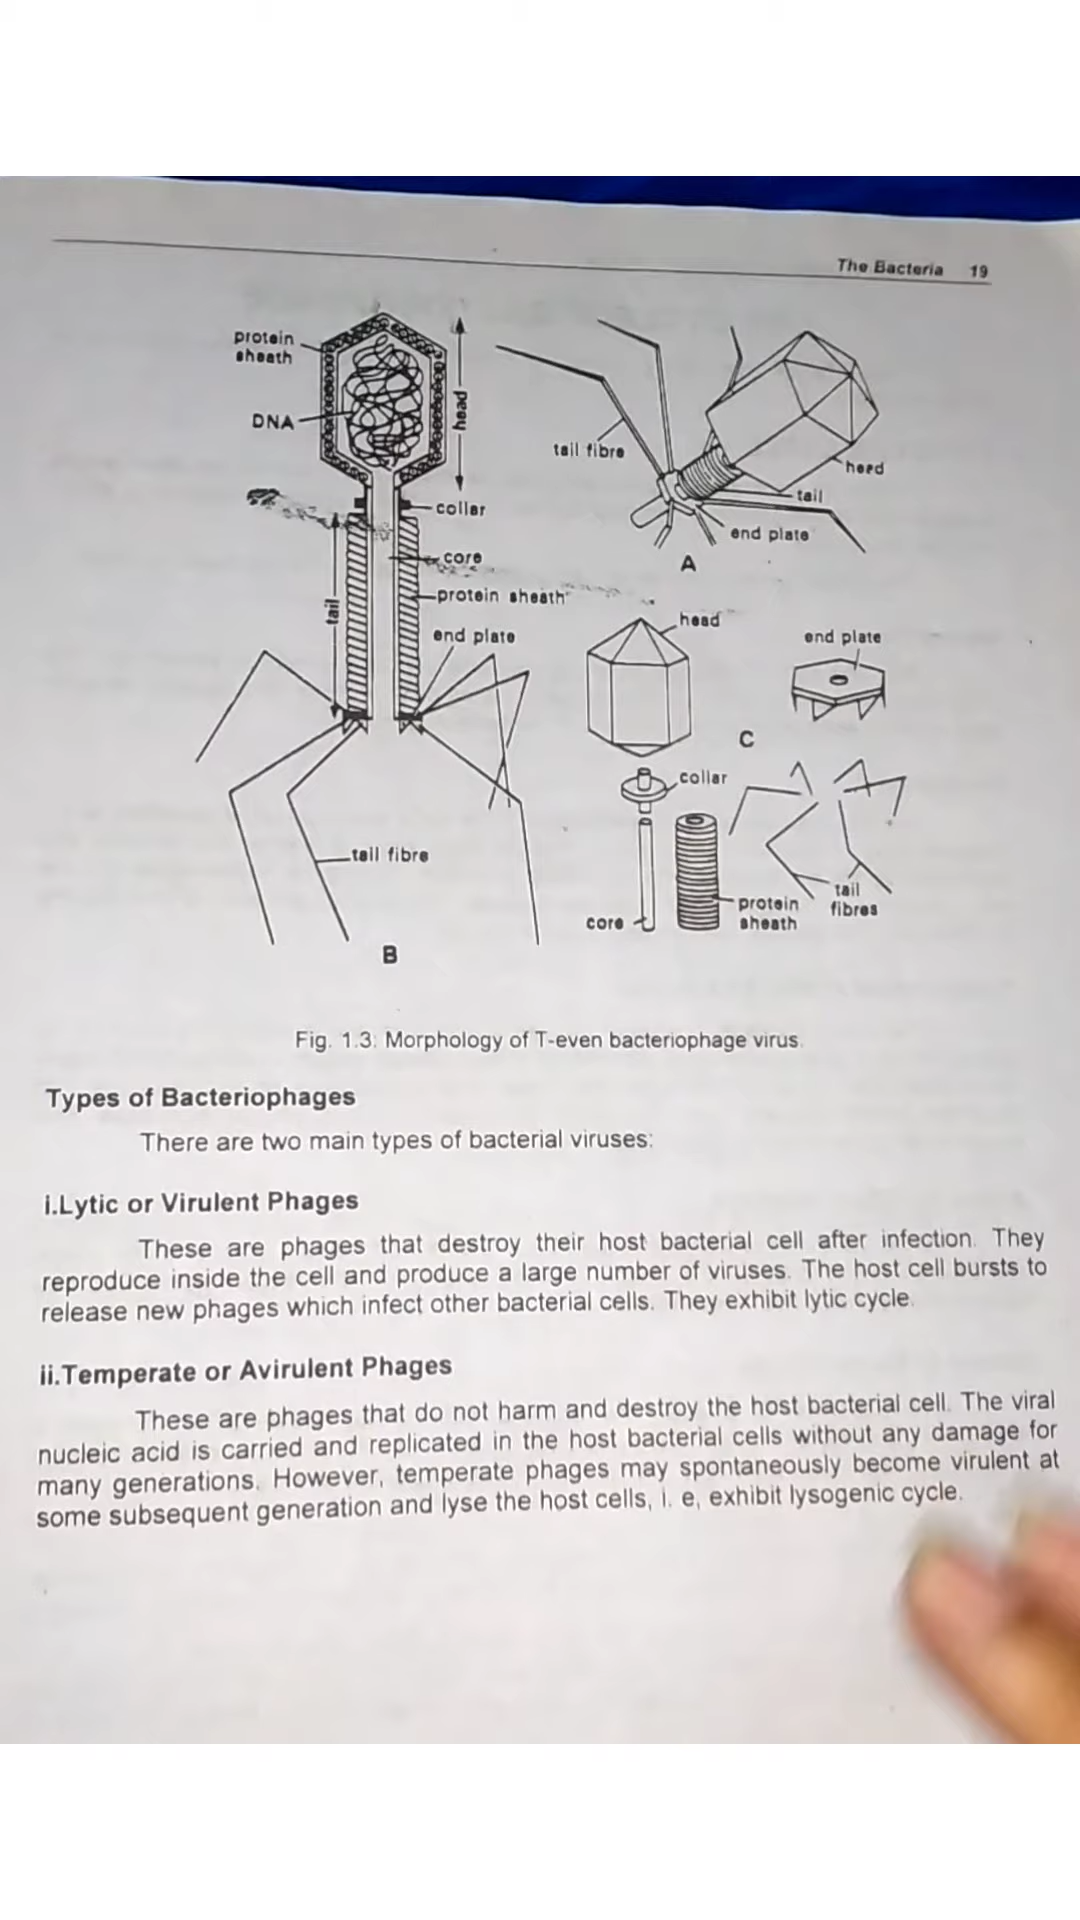 The Bacteria 19
protein
sheath
DNA
head
collar
core
protein sheath
tail
end plate
tail fibre
B
tail fibre
head
tail
end plate
A
head
end plate
C
collar
core
protein
sheath
tail
fibres
Fig. 1.3: Morphology of T-even bacteriophage virus.
Types of Bacteriophages
There are two main types of bacterial viruses:
i.Lytic or Virulent Phages
These are phages that destroy their host bacterial cell after infection. They
reproduce inside the cell and produce a large number of viruses. The host cell bursts to
release new phages which infect other bacterial cells. They exhibit lytic cycle.
ii.Temperate or Avirulent Phages
These are phages that do not harm and destroy the host bacterial cell. The viral
nucleic acid is carried and replicated in the host bacterial cells without any damage for
many generations. However, temperate phages may spontaneously become virulent at
some subsequent generation and lyse the host cells, i. e, exhibit lysogenic cycle.